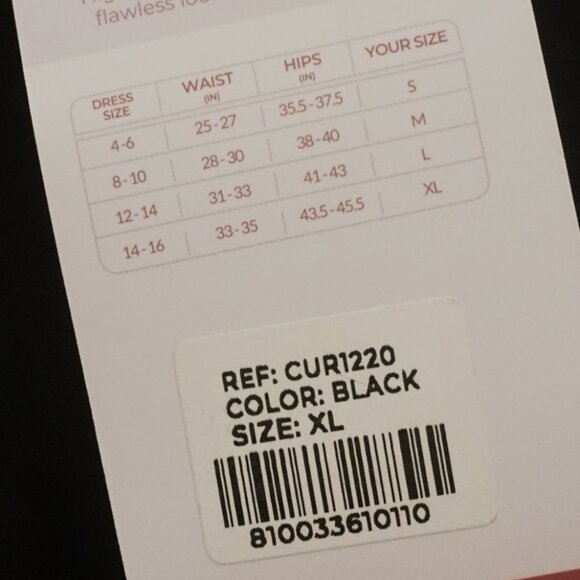 flawless
DRESS SIZE WAIST (IN) HIPS (IN) YOUR SIZE
4-6 25-27 35.5-37.5 S
8-10 28-30 38-40 M
12-14 31-33 41-43 L
14-16 33-35 43.5-45.5 XL
REF: CUR1220
COLOR: BLACK
SIZE: XL
810033610110